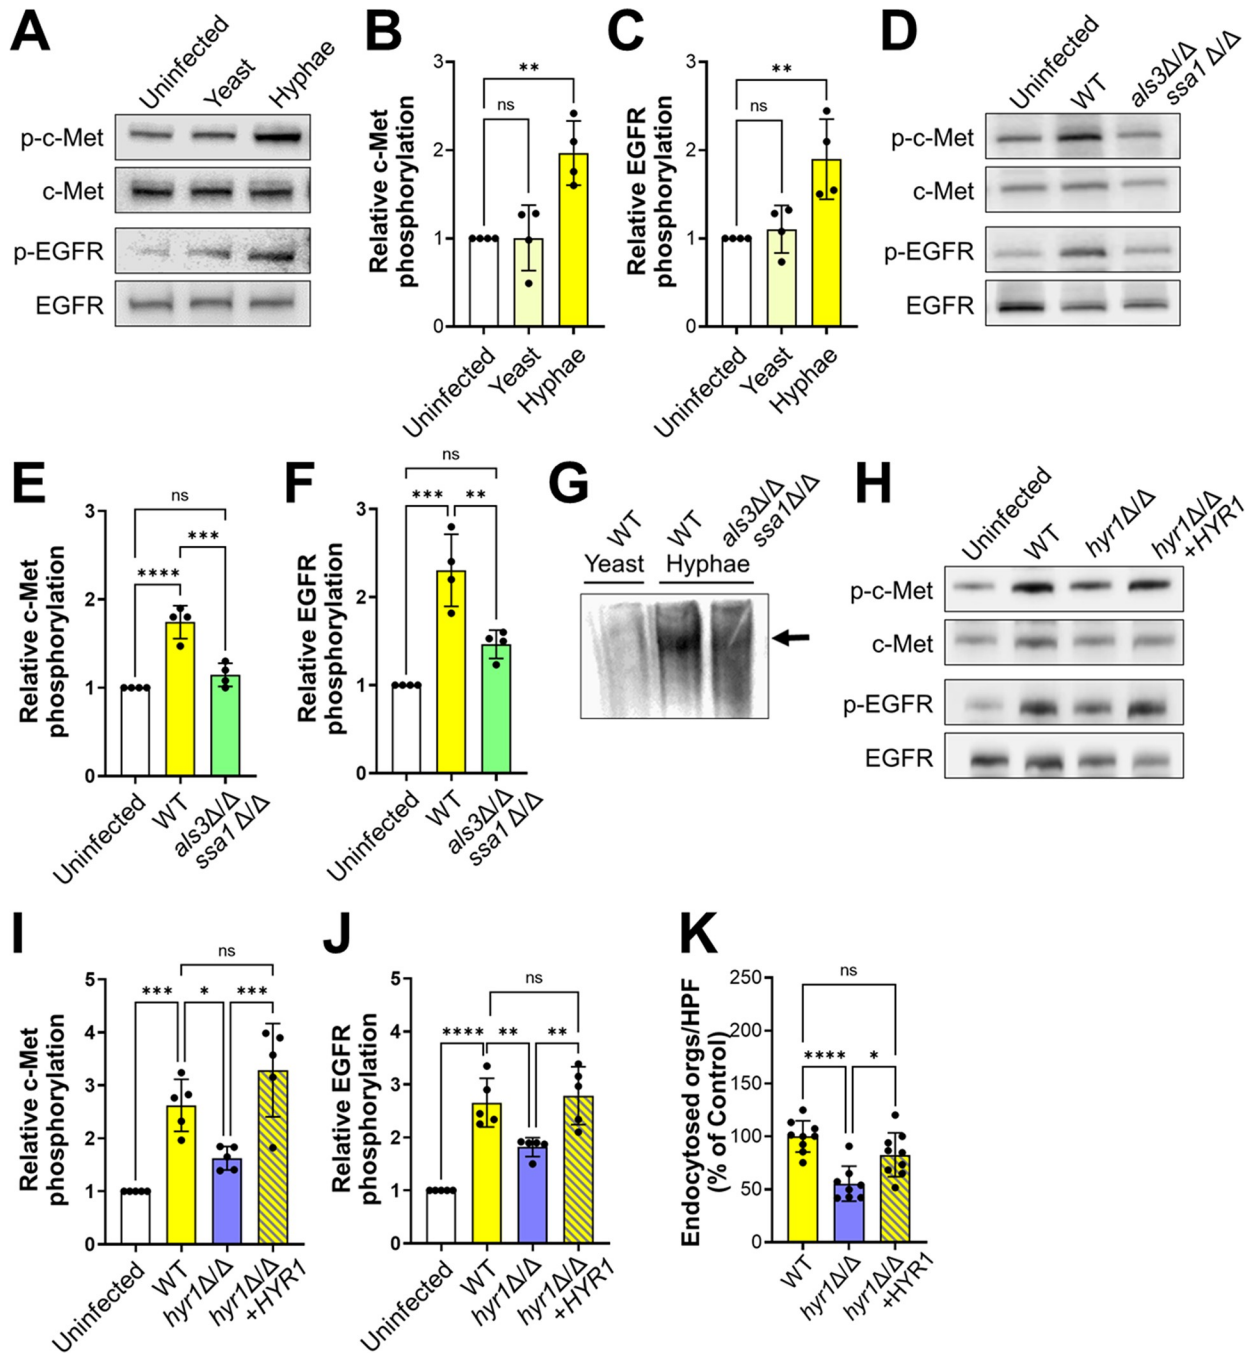 A
Uninfected
Yeast
Hyphae
p-c-Met
c-Met
p-EGFR
EGFR
B
Relative c-Met
phosphorylation
3
2
1
0
ns
**
Uninfected
Yeast
Hyphae
C
Relative EGFR
phosphorylation
3
2
1
0
ns
**
Uninfected
Yeast
Hyphae
D
Uninfected
WT
als3Δ/Δ
ssa1 Δ/Δ
p-c-Met
c-Met
p-EGFR
EGFR
E
Relative c-Met
phosphorylation
3
2
1
0
ns
***
****
Uninfected
WT
als3Δ/Δ
ssa1 Δ/Δ
F
Relative EGFR
phosphorylation
3
2
1
0
ns
***
**
Uninfected
WT
als3Δ/Δ
ssa1 Δ/Δ
G
WT
WT
als3Δ/Δ
ssa1Δ/Δ
Yeast
Hyphae
H
Uninfected
WT
hyr1Δ/Δ
hyr1Δ/Δ
+HYR1
p-c-Met
c-Met
p-EGFR
EGFR
I
Relative c-Met
phosphorylation
5
4
3
2
1
0
ns
***
*
***
Uninfected
WT
hyr1Δ/Δ
hyr1Δ/Δ
+HYR1
J
Relative EGFR
phosphorylation
5
4
3
2
1
0
ns
****
**
**
Uninfected
WT
hyr1Δ/Δ
hyr1Δ/Δ
+HYR1
K
Endocytosed orgs/HPF
(% of Control)
250
200
150
100
50
0
ns
****
*
WT
hyr1Δ/Δ
hyr1Δ/Δ
+HYR1